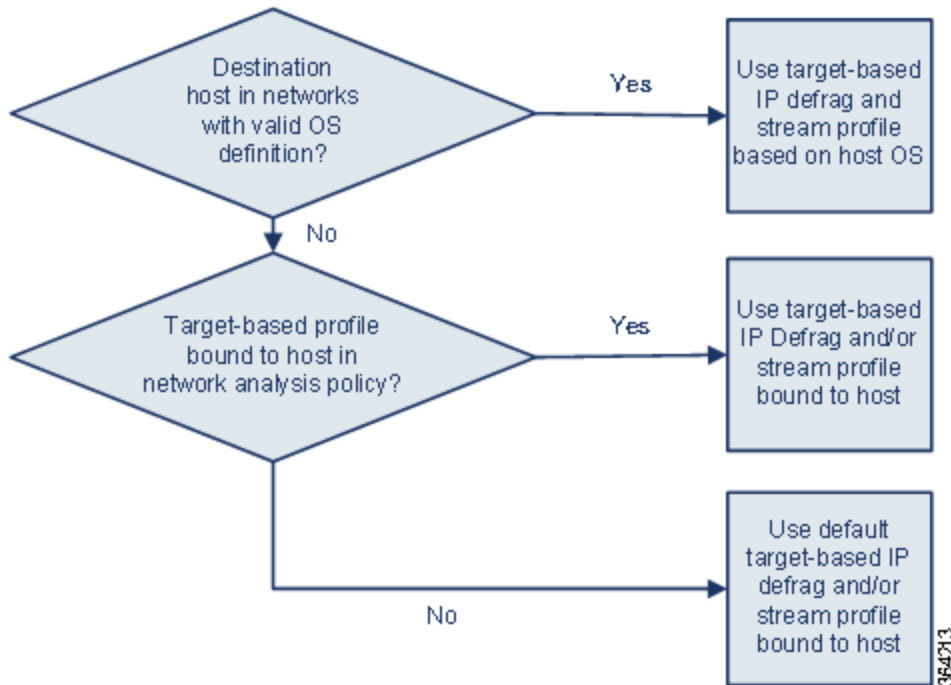 Destination
host in networks
with valid OS
definition?
Yes
Use target-based
IP defrag and
stream profile
based on host OS
No
Target-based profile
bound to host in
network analysis policy?
Yes
Use target-based
IP Defrag and/or
stream profile
bound to host
No
Use default
target-based IP
defrag and/or
stream profile
bound to host
364213